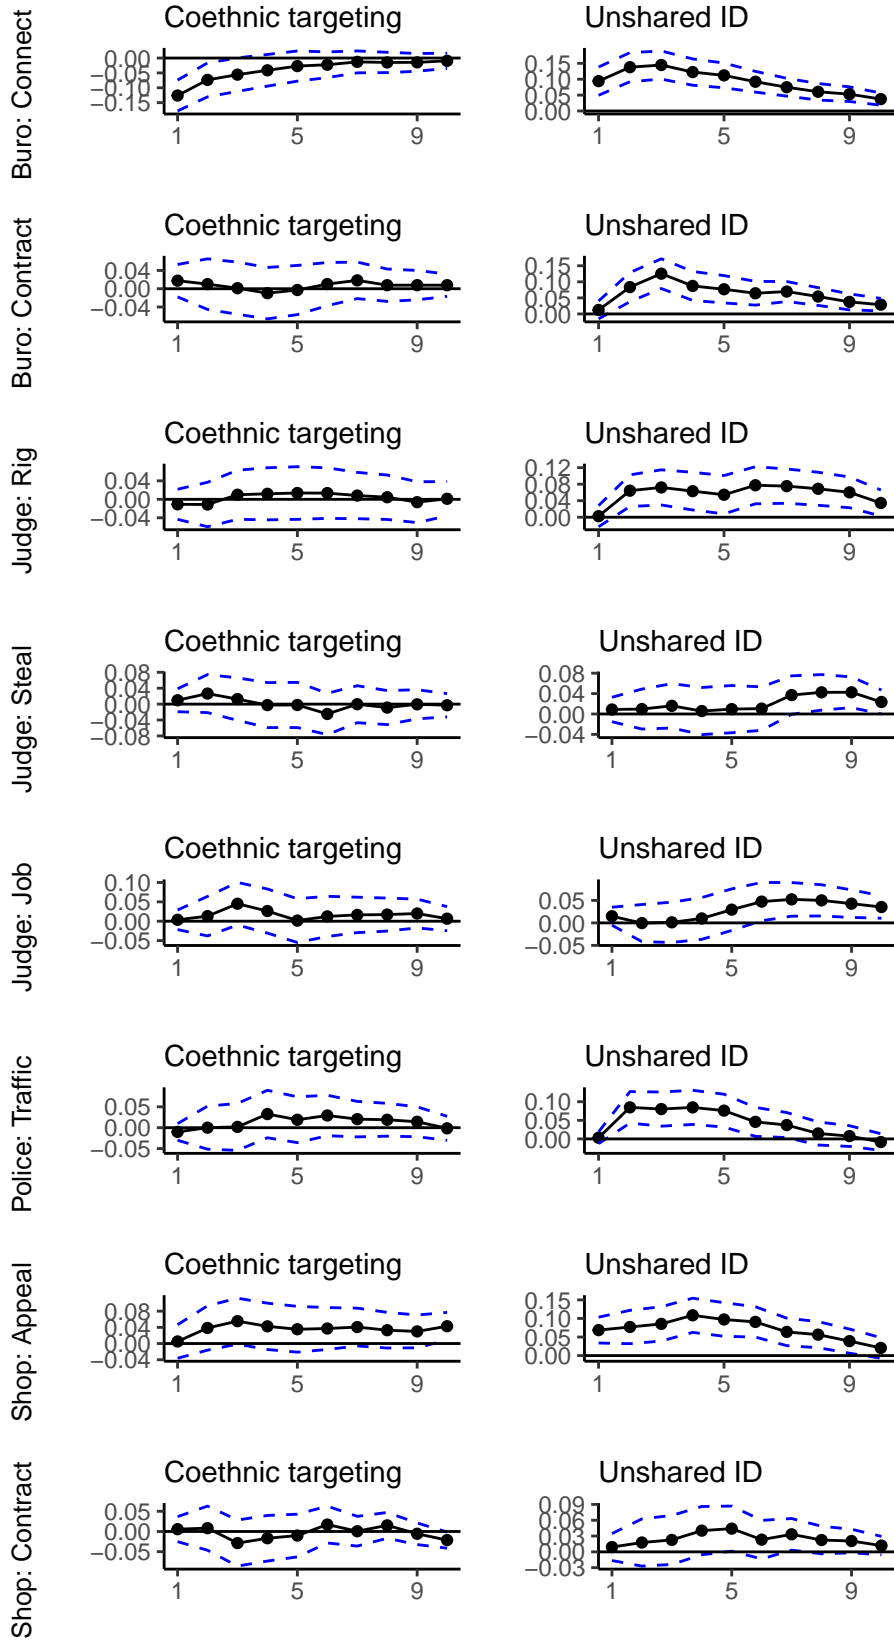 Buro: Connect
Coethnic targeting
0.00
−0.05
−0.10
−0.15
1 5 9
Unshared ID
0.15
0.10
0.05
0.00
1 5 9
Buro: Contract
Coethnic targeting
0.04
0.00
−0.04
1 5 9
Unshared ID
0.15
0.10
0.05
0.00
1 5 9
Judge: Rig
Coethnic targeting
0.04
0.00
−0.04
1 5 9
Unshared ID
0.12
0.08
0.04
0.00
1 5 9
Judge: Steal
Coethnic targeting
0.08
0.04
0.00
−0.04
−0.08
1 5 9
Unshared ID
0.08
0.04
0.00
−0.04
1 5 9
Judge: Job
Coethnic targeting
0.10
0.05
0.00
−0.05
1 5 9
Unshared ID
0.05
0.00
−0.05
1 5 9
Police: Traffic
Coethnic targeting
0.05
0.00
−0.05
1 5 9
Unshared ID
0.10
0.05
0.00
1 5 9
Shop: Appeal
Coethnic targeting
0.08
0.04
0.00
−0.04
1 5 9
Unshared ID
0.15
0.10
0.05
0.00
1 5 9
Shop: Contract
Coethnic targeting
0.05
0.00
−0.05
1 5 9
Unshared ID
0.09
0.06
0.03
0.00
−0.03
1 5 9